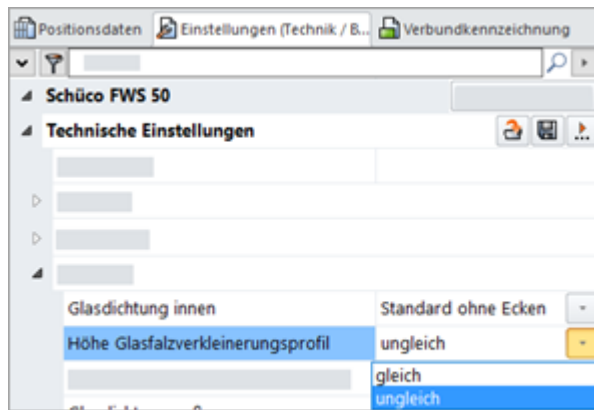 Positionsdaten Einstellungen (Technik / B... Verbundkennzeichnung
Schüco FWS 50
Technische Einstellungen
Glasdichtung innen Standard ohne Ecken
Höhe Glasfalzverkleinerungsprofil ungleich
gleich
ungleich